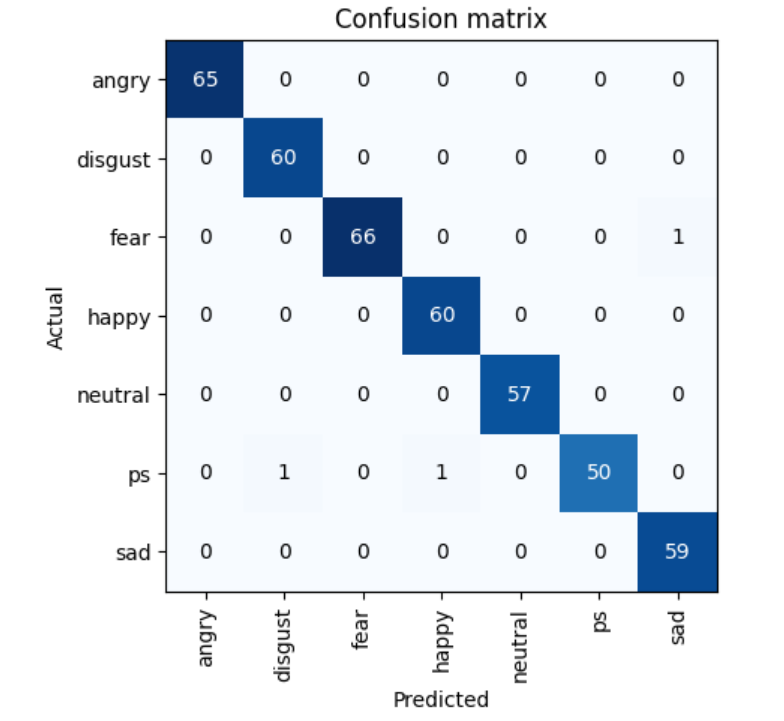 Confusion matrix
angry 65 0 0 0 0 0 0
disgust 0 60 0 0 0 0 0
fear 0 0 66 0 0 0 1
happy 0 0 0 60 0 0 0
neutral 0 0 0 0 57 0 0
ps 0 1 0 1 0 50 0
sad 0 0 0 0 0 0 59
Actual
angry disgust fear happy neutral ps sad
Predicted